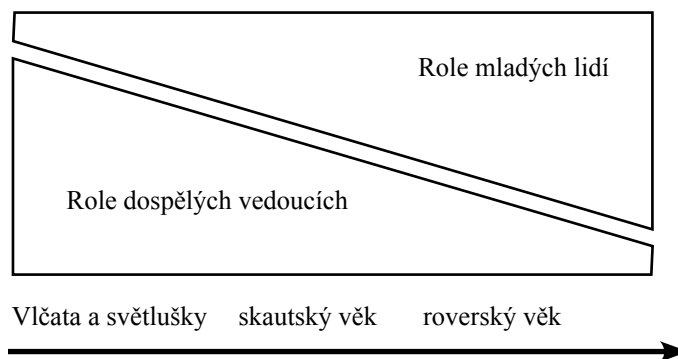 Role mladých lidí
Role dospělých vedoucích
Vlčata a světlušky skautský věk roverský věk